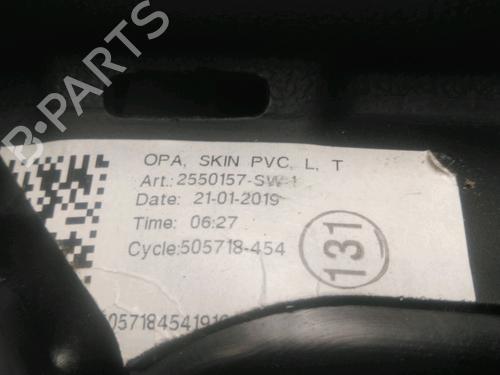 B-PARTS
OPA, SKIN PVC, L, T
Art.: 2550157-SW-1
Date: 21-01-2019
Time: 06:27
Cycle:505718-454
131